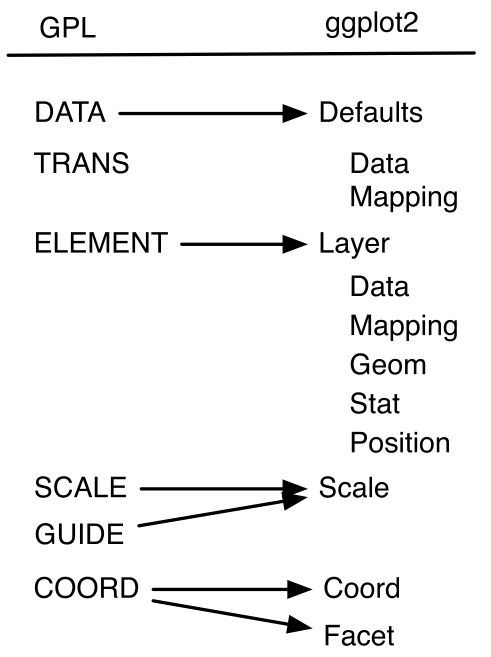 GPL ggplot2
DATA Defaults
TRANS Data
Mapping
ELEMENT Layer
Data
Mapping
Geom
Stat
Position
SCALE Scale
GUIDE
COORD Coord
Facet